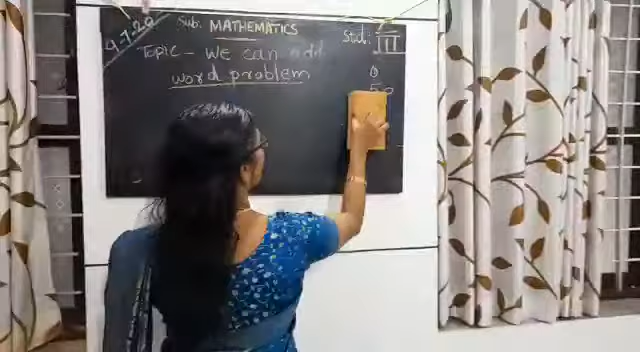 9-7-20
Sub: MATHEMATICS
Std: III
Topic - We can add
word problem